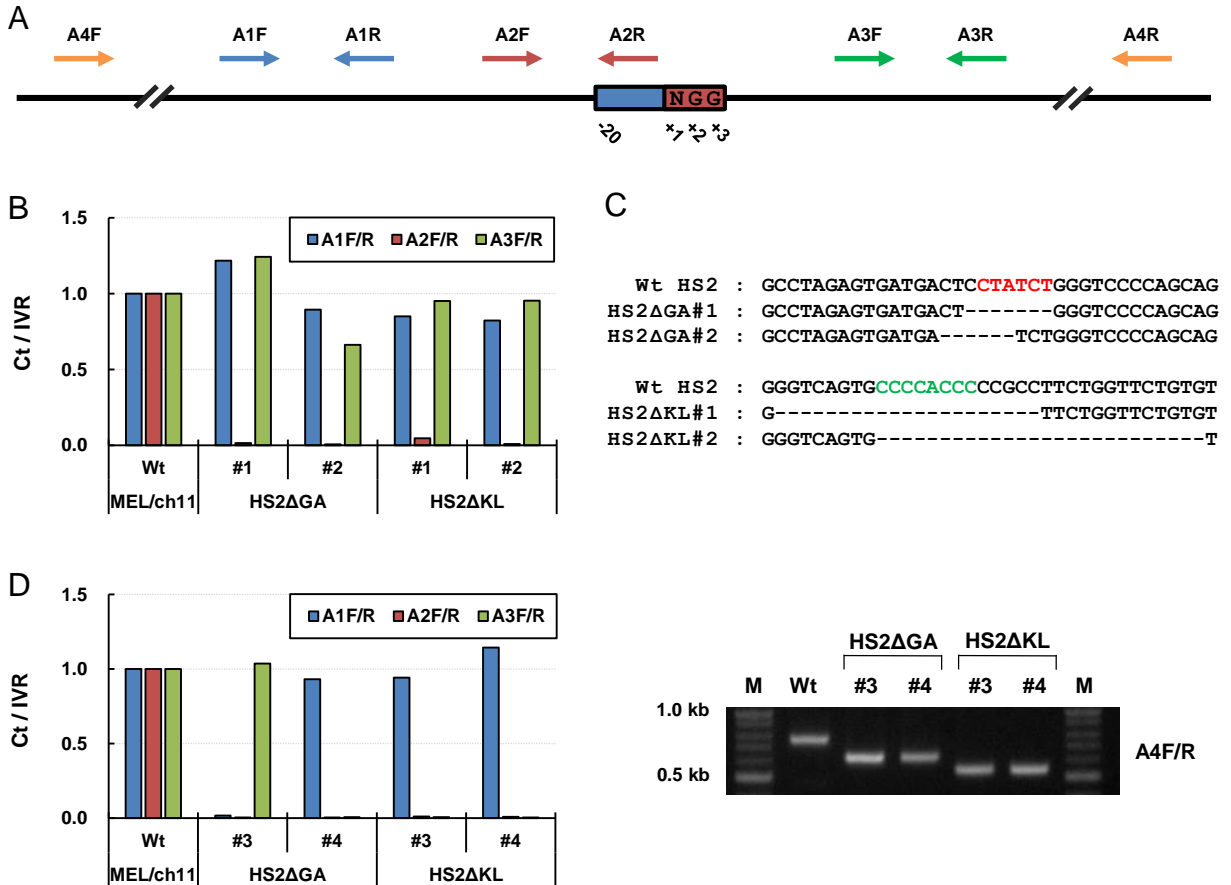 A
A4F A1F A1R A2F A2R A3F A3R A4R
NGG
-20 +1 +2 +3
B
Ct / IVR
1.5
1.0
0.5
0.0
A1F/R A2F/R A3F/R
Wt #1 #2 #1 #2
MEL/ch11 HS2ΔGA HS2ΔKL
C
Wt HS2 : GCCTAGAGTGATGACTCCTATCTGGGTCCCCAGCAG
HS2ΔGA#1 : GCCTAGAGTGATGACT-------GGGTCCCCAGCAG
HS2ΔGA#2 : GCCTAGAGTGATGA------TCTGGGTCCCCAGCAG
Wt HS2 : GGGTCAGTGCCCCACCCCCGCCTTCTGGTTCTGTGT
HS2ΔKL#1 : G---------------------TTCTGGTTCTGTGT
HS2ΔKL#2 : GGGTCAGTG--------------------------T
D
Ct / IVR
1.5
1.0
0.5
0.0
A1F/R A2F/R A3F/R
Wt #3 #4 #3 #4
MEL/ch11 HS2ΔGA HS2ΔKL
HS2ΔGA HS2ΔKL
M Wt #3 #4 #3 #4 M
1.0 kb
0.5 kb
A4F/R